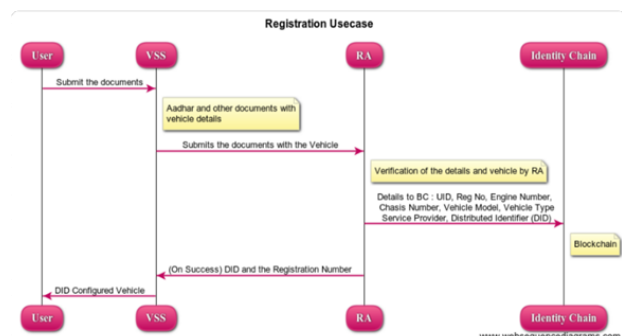 Registration Usecase
User
VSS
RA
Identity Chain
Submit the documents
Aadhar and other documents with
vehicle details
Submits the documents with the Vehicle
Verification of the details and vehicle by RA
Details to BC : UID, Reg No, Engine Number,
Chasis Number, Vehicle Model, Vehicle Type
Service Provider, Distributed Identifier (DID)
Blockchain
(On Success) DID and the Registration Number
DID Configured Vehicle
User
VSS
RA
Identity Chain
www.websequencediagrams.com